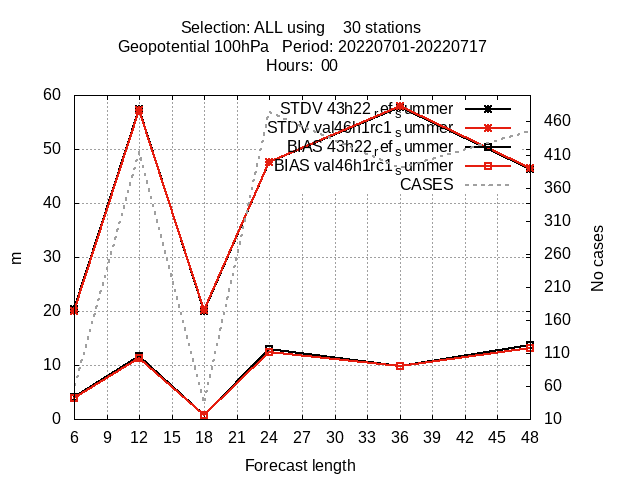 Selection: ALL using 30 stations
Geopotential 100hPa Period: 20220701-20220717
Hours: 00
STDV 43h22_ref_summer
STDV val46h1rc1_summer
BIAS 43h22_ref_summer
BIAS val46h1rc1_summer
CASES
60
50
40
30
20
10
0
m
460
410
360
310
260
210
160
110
60
10
No cases
6 9 12 15 18 21 24 27 30 33 36 39 42 45 48
Forecast length